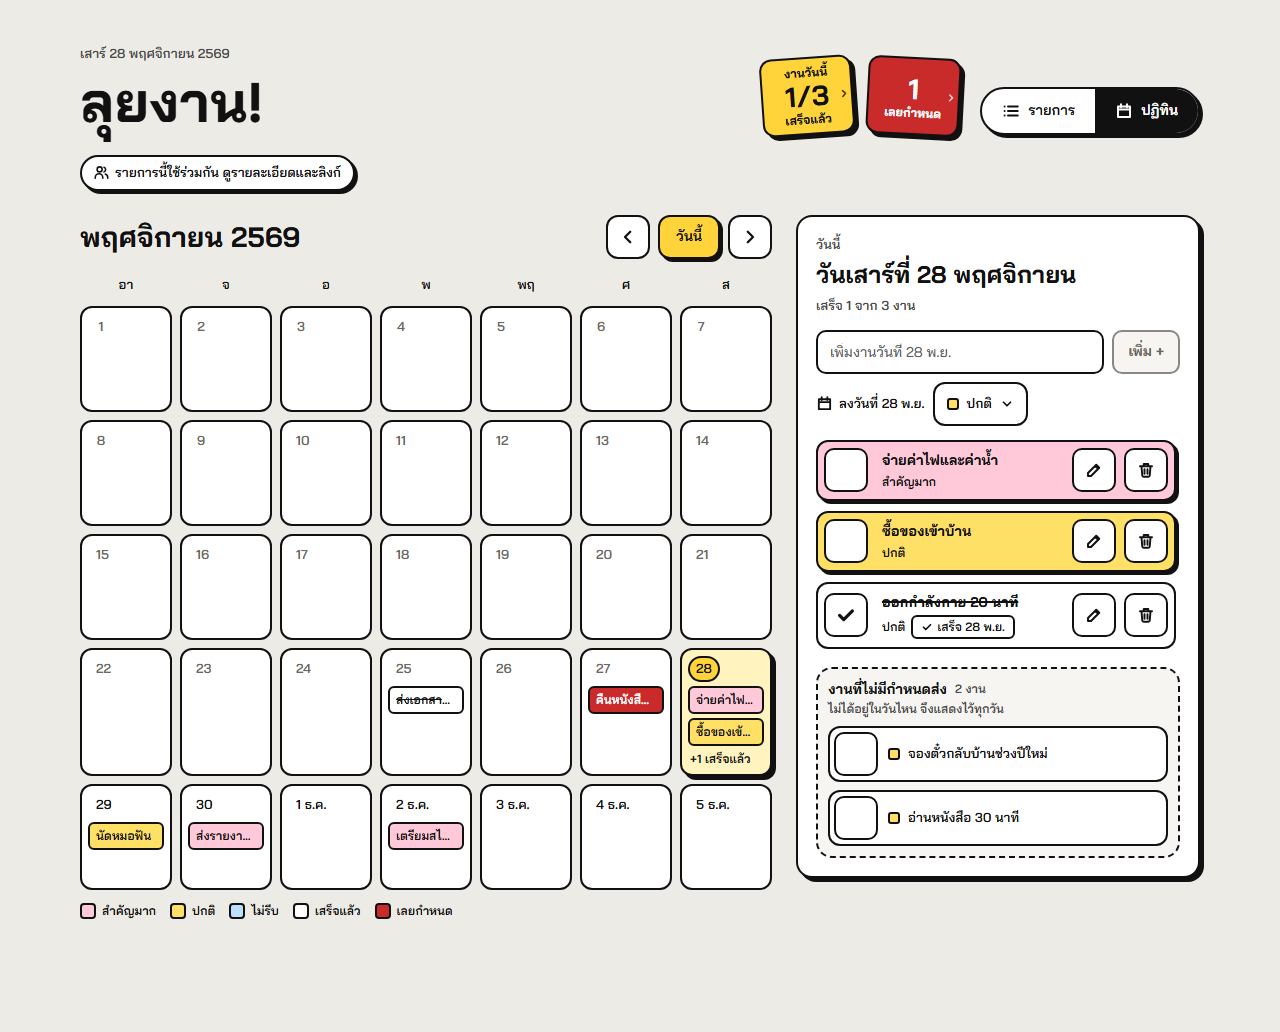 เสาร์ 28 พฤศจิกายน 2569
ลุยงาน!
งานวันนี้
1/3
เสร็จแล้ว
1
เลยกำหนด
รายการ
ปฏิทิน
รายการนี้ใช้ร่วมกัน ดูรายละเอียดและลิงก์
พฤศจิกายน 2569
วันนี้
อา จ อ พ พฤ ศ ส
1 2 3 4 5 6 7
8 9 10 11 12 13 14
15 16 17 18 19 20 21
22 23 24 25 26 27 28
ส่งเอกสา...
คืนหนังสื...
จ่ายค่าไฟ...
ซื้อของเข้...
+1 เสร็จแล้ว
29 30 1 ธ.ค. 2 ธ.ค. 3 ธ.ค. 4 ธ.ค. 5 ธ.ค.
นัดหมอฟัน
ส่งรายงา...
เตรียมสไ...
สำคัญมาก
ปกติ
ไม่รีบ
เสร็จแล้ว
เลยกำหนด
วันนี้
วันเสาร์ที่ 28 พฤศจิกายน
เสร็จ 1 จาก 3 งาน
เพิ่มงานวันที่ 28 พ.ย.
เพิ่ม +
ลงวันที่ 28 พ.ย.
ปกติ
จ่ายค่าไฟและค่าน้ำ
สำคัญมาก
ซื้อของเข้าบ้าน
ปกติ
ออกกำลังกาย 20 นาที
ปกติ
เสร็จ 28 พ.ย.
งานที่ไม่มีกำหนดส่ง 2 งาน
ไม่ได้อยู่ในวันไหน จึงแสดงไว้ทุกวัน
จองตั๋วกลับบ้านช่วงปีใหม่
อ่านหนังสือ 30 นาที